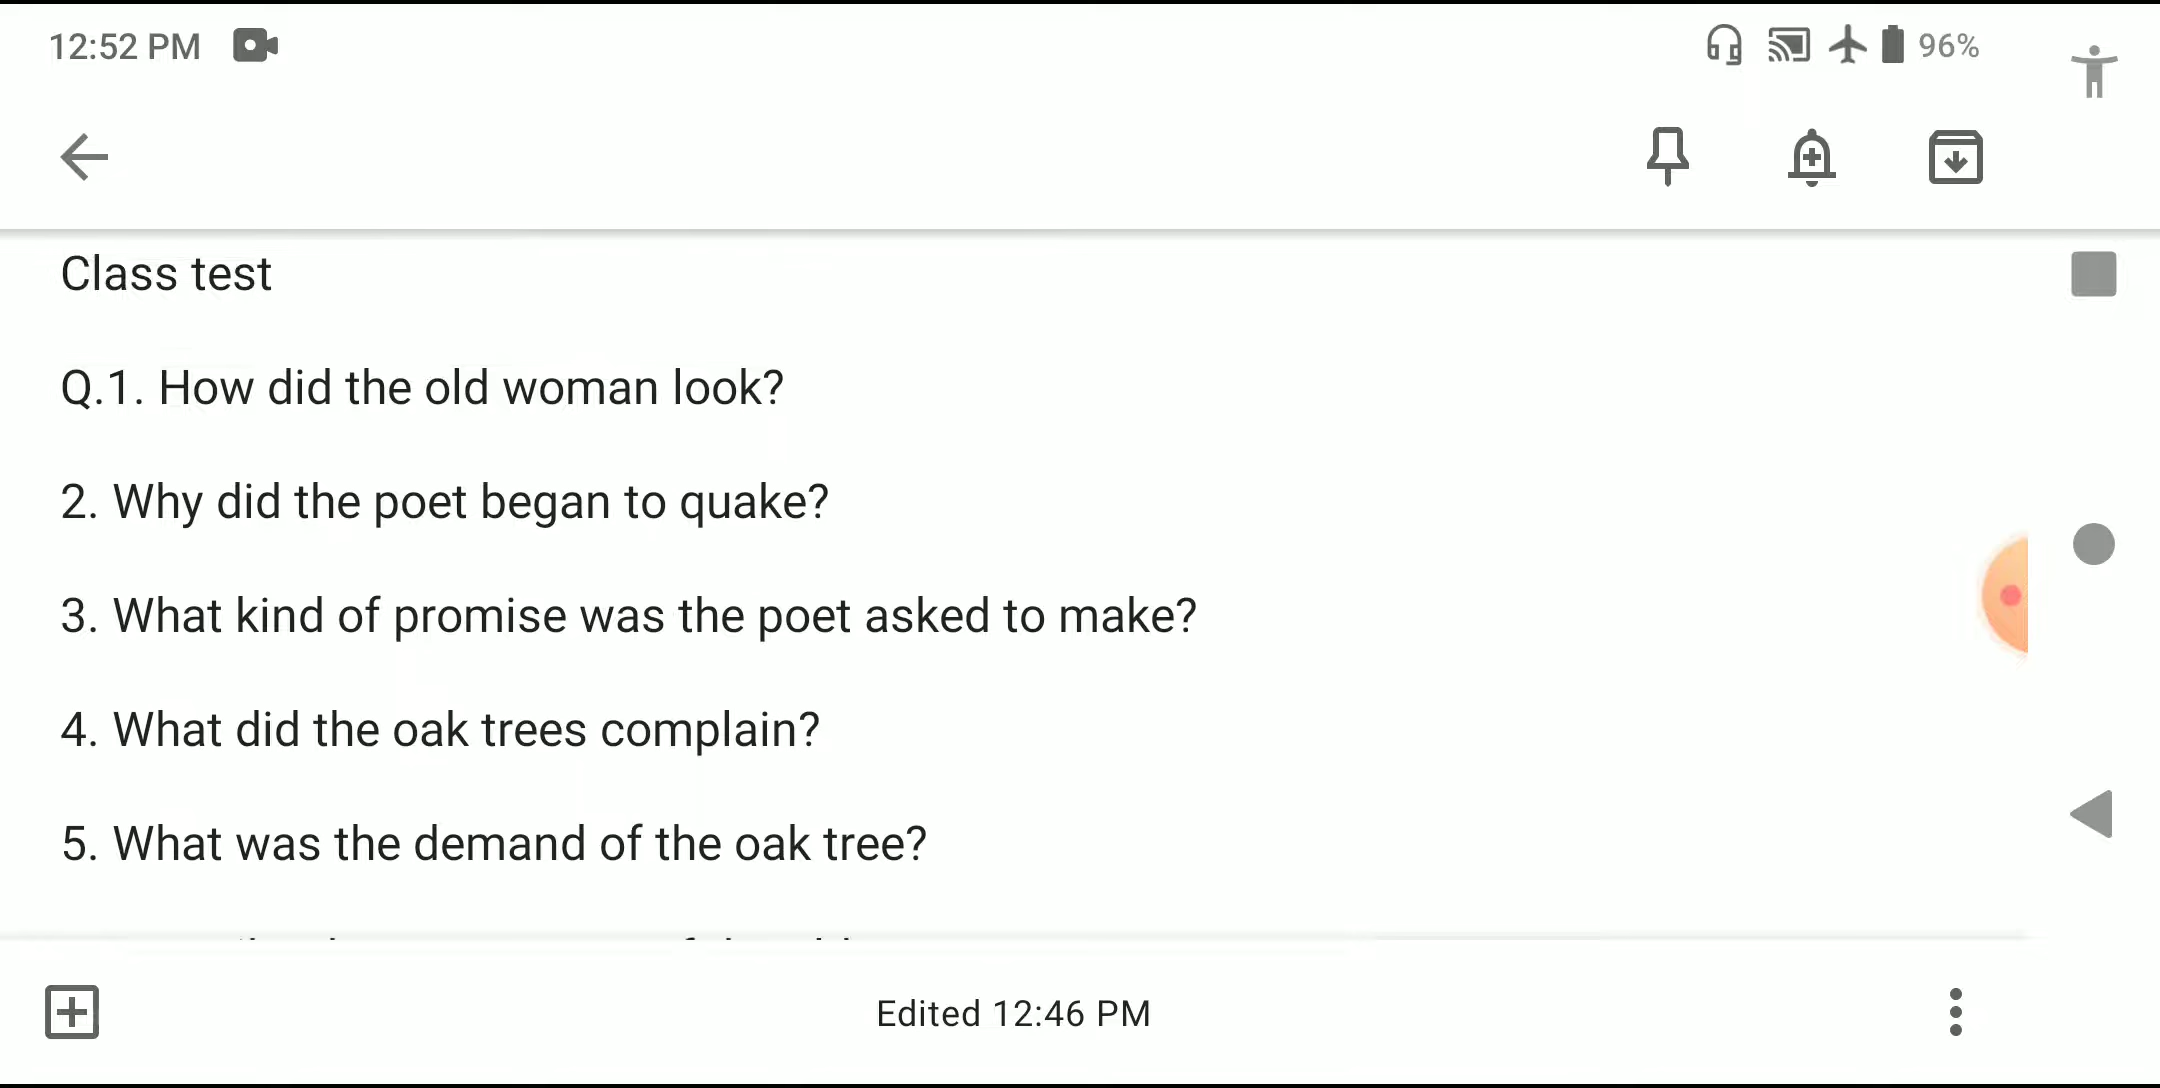 12:52 PM
96%
Class test
Q.1. How did the old woman look?
2. Why did the poet began to quake?
3. What kind of promise was the poet asked to make?
4. What did the oak trees complain?
5. What was the demand of the oak tree?
Edited 12:46 PM